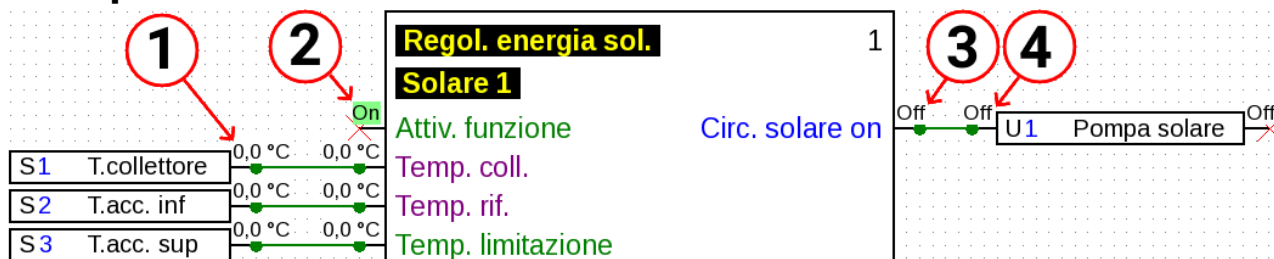 1 2 3 4
Regol. energia sol. 1
Solare 1
On Attiv. funzione Circ. solare on Off Off U1 Pompa solare Off
S1 T.collettore 0,0 °C 0,0 °C Temp. coll.
S2 T.acc. inf 0,0 °C 0,0 °C Temp. rif.
S3 T.acc. sup 0,0 °C 0,0 °C Temp. limitazione